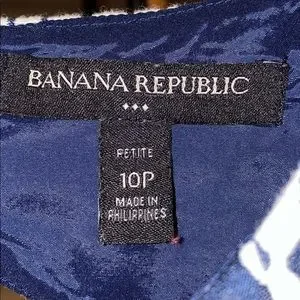 BANANA REPUBLIC
PETITE
10P
MADE IN
PHILIPPINES